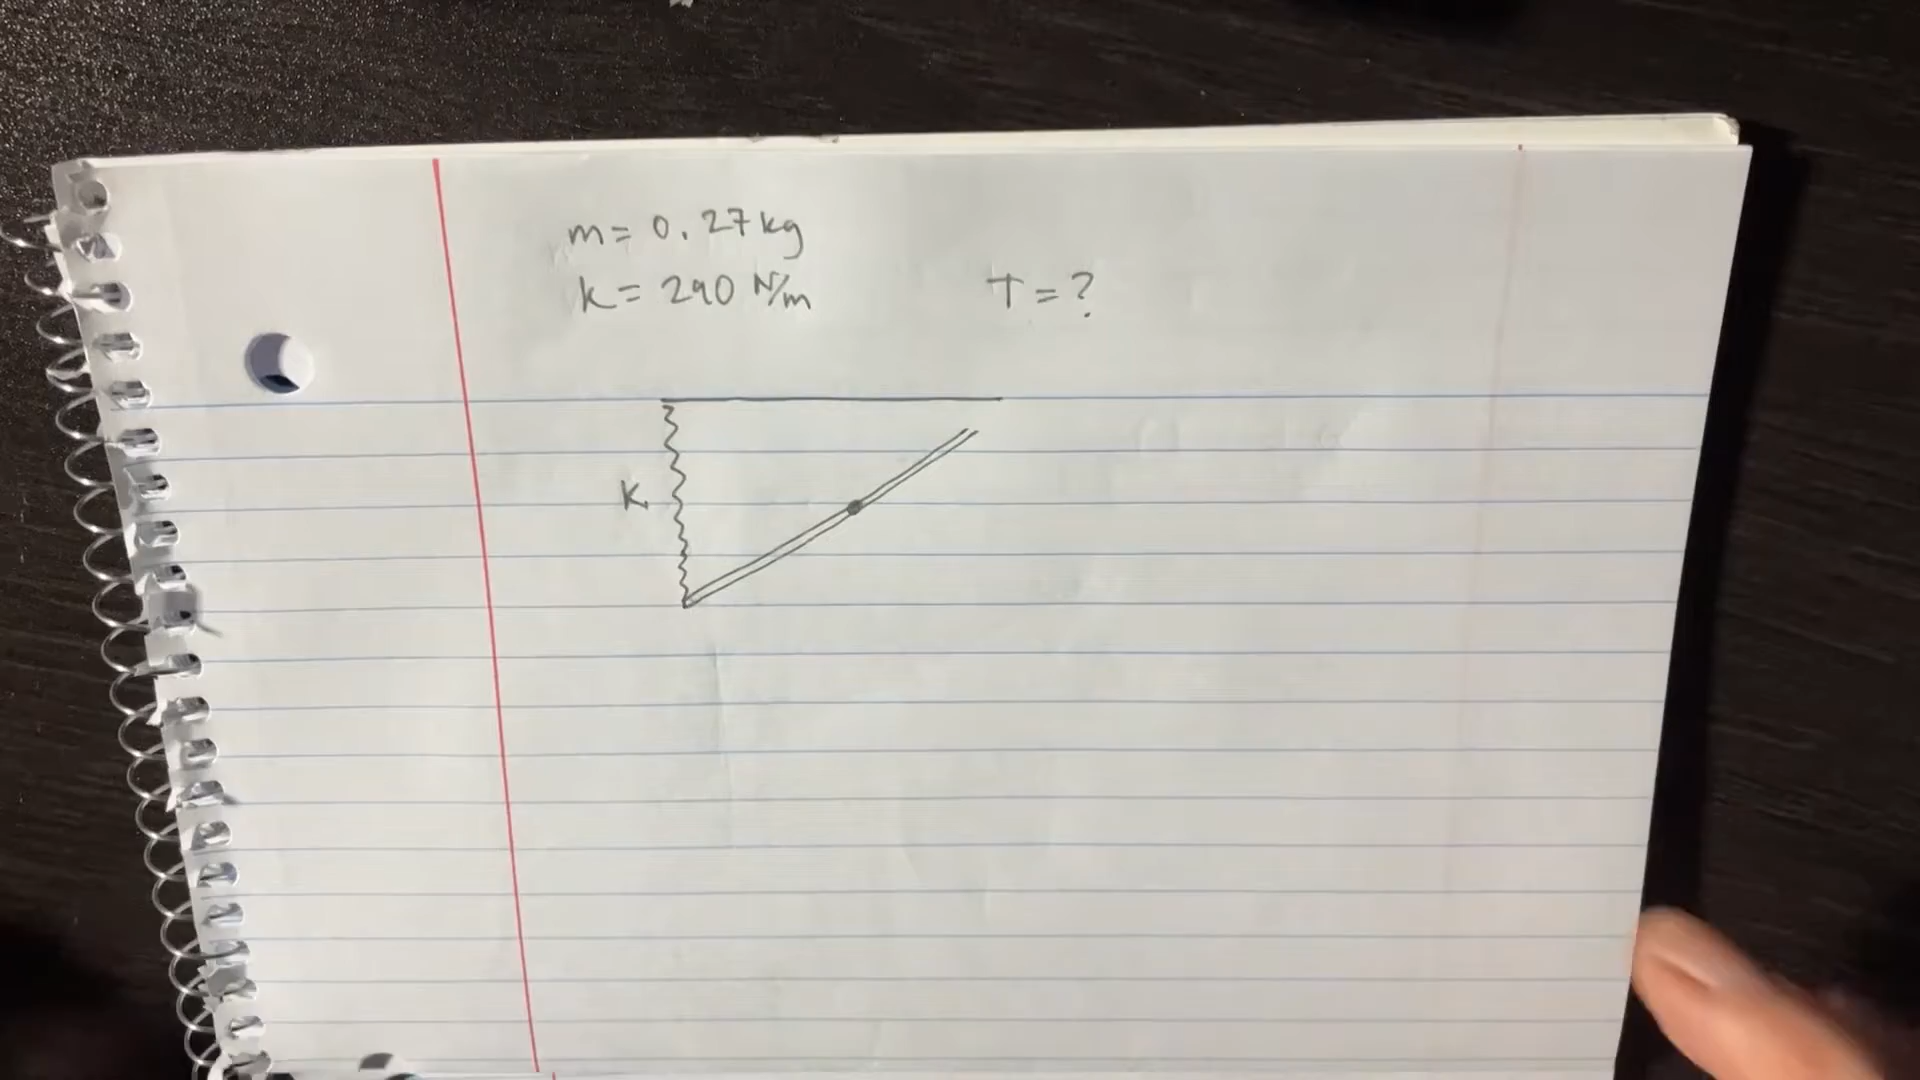 m = 0.27 kg
k = 290 N/m
T = ?
k